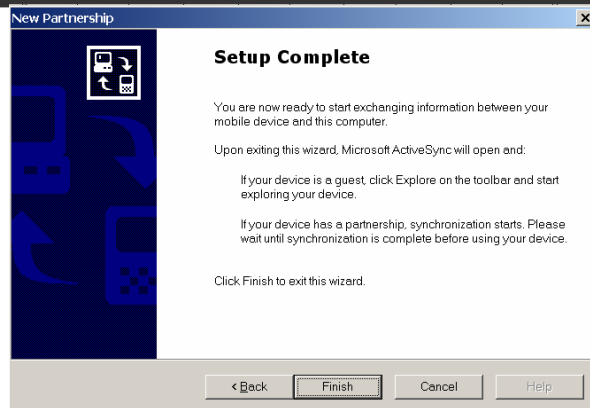 New Partnership
Setup Complete
You are now ready to start exchanging information between your
mobile device and this computer.
Upon exiting this wizard, Microsoft ActiveSync will open and:
If your device is a guest, click Explore on the toolbar and start
exploring your device.
If your device has a partnership, synchronization starts. Please
wait until synchronization is complete before using your device.
Click Finish to exit this wizard.
< Back Finish Cancel Help